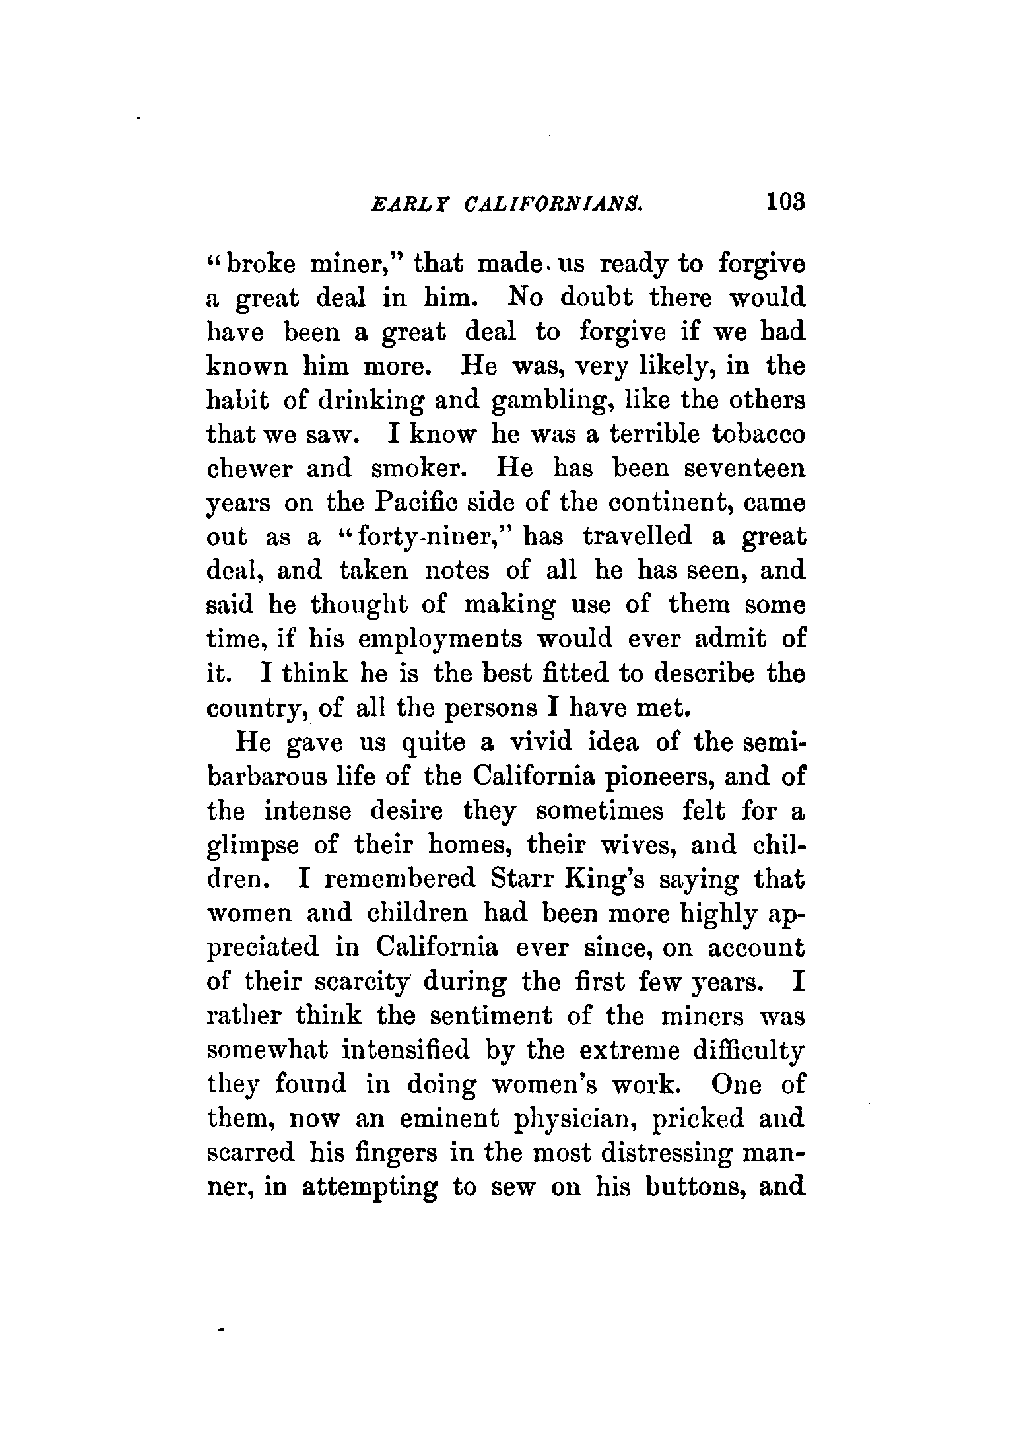 EARLY CALIFORNIANS. 103
"broke miner," that made us ready to forgive
a great deal in him. No doubt there would
have been a great deal to forgive if we had
known him more. He was, very likely, in the
habit of drinking and gambling, like the others
that we saw. I know he was a terrible tobacco
chewer and smoker. He has been seventeen
years on the Pacific side of the continent, came
out as a "forty-niner," has travelled a great
deal, and taken notes of all he has seen, and
said he thought of making use of them some
time, if his employments would ever admit of
it. I think he is the best fitted to describe the
country, of all the persons I have met.
He gave us quite a vivid idea of the semi-
barbarous life of the California pioneers, and of
the intense desire they sometimes felt for a
glimpse of their homes, their wives, and chil-
dren. I remembered Starr King's saying that
women and children had been more highly ap-
preciated in California ever since, on account
of their scarcity during the first few years. I
rather think the sentiment of the miners was
somewhat intensified by the extreme difficulty
they found in doing women's work. One of
them, now an eminent physician, pricked and
scarred his fingers in the most distressing man-
ner, in attempting to sew on his buttons, and